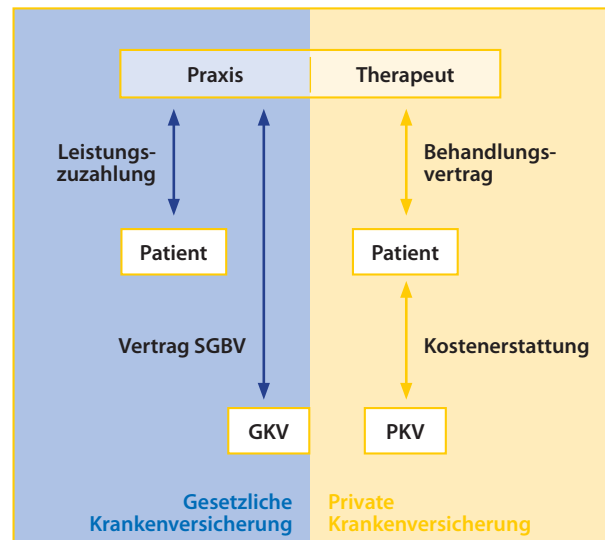 Praxis
Therapeut
Leistungs-
zuzahlung
Behandlungs-
vertrag
Patient
Patient
Vertrag SGBV
Kostenerstattung
GKV
PKV
Gesetzliche
Krankenversicherung
Private
Krankenversicherung